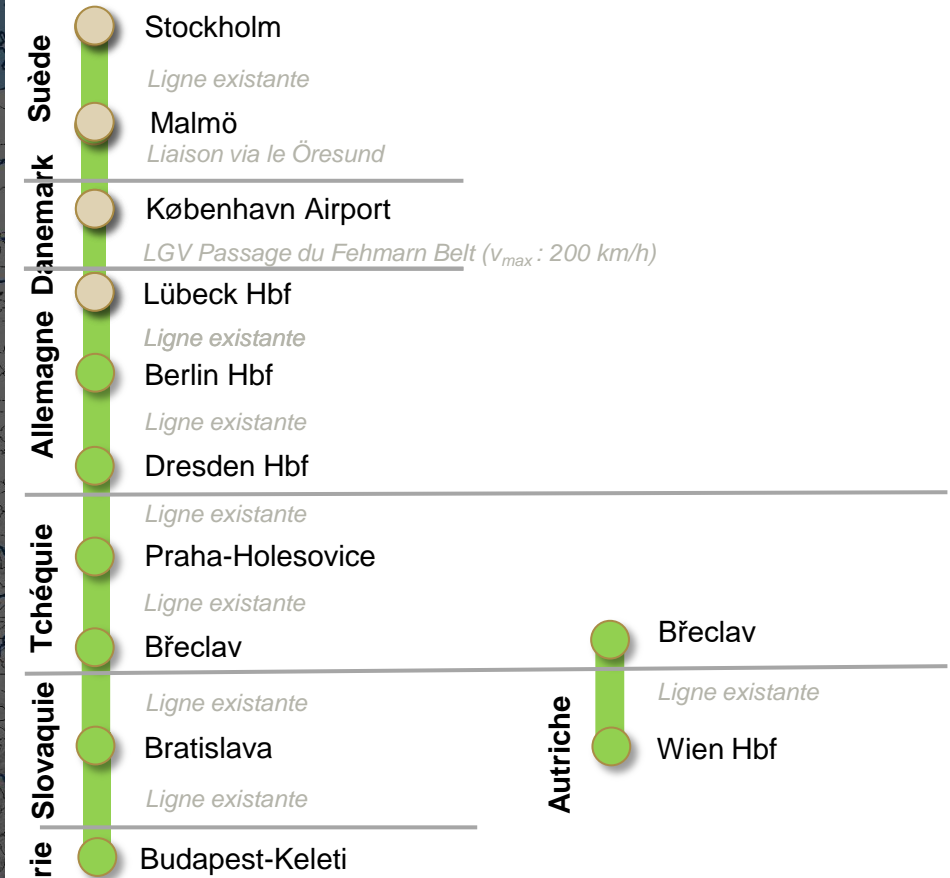 Suède
Stockholm
Ligne existante
Malmö
Liaison via le Öresund
Danemark
København Airport
LGV Passage du Fehmarn Belt (vmax : 200 km/h)
Allemagne
Lübeck Hbf
Ligne existante
Berlin Hbf
Ligne existante
Dresden Hbf
Tchéquie
Ligne existante
Praha-Holesovice
Ligne existante
Břeclav
Slovaquie
Ligne existante
Bratislava
Ligne existante
rie
Budapest-Keleti
Břeclav
Autriche
Ligne existante
Wien Hbf